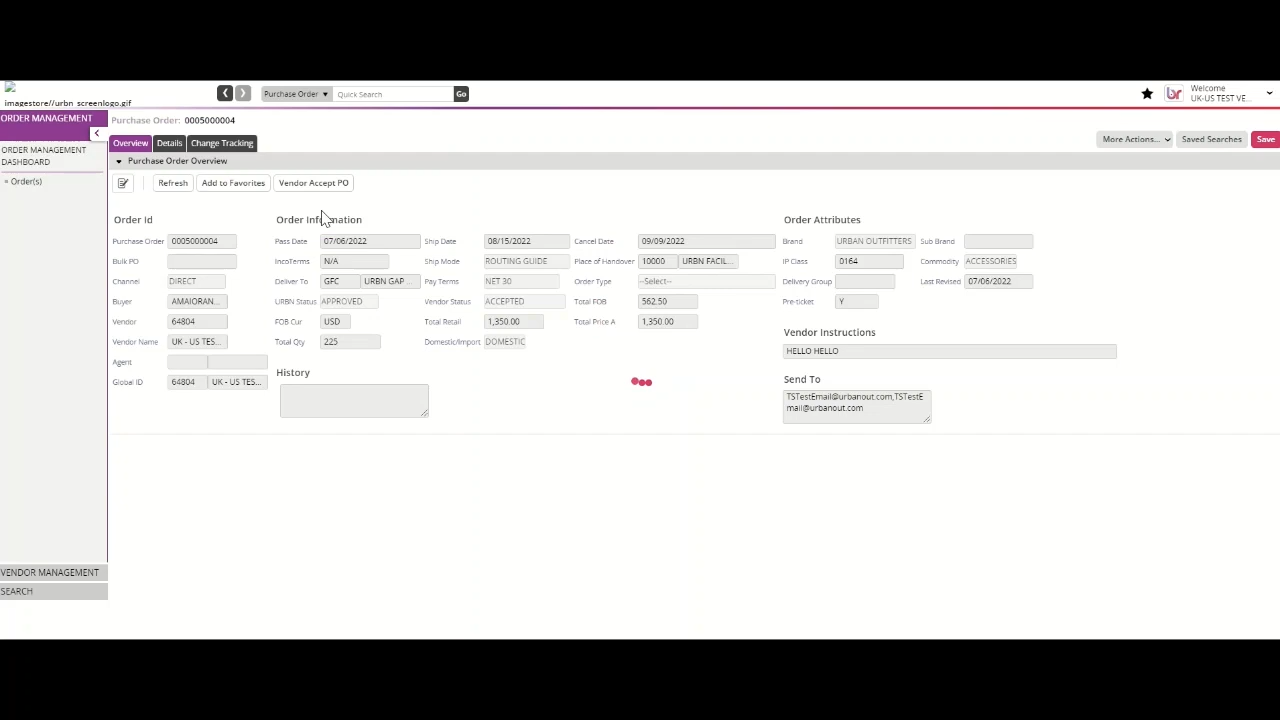 imagestore//urbn_screenlogo.gif
Purchase Order
Quick Search
Go
Welcome
UK-US TEST VE...
ORDER MANAGEMENT
ORDER MANAGEMENT
DASHBOARD
Order(s)
VENDOR MANAGEMENT
SEARCH
Purchase Order: 0005000004
Overview Details Change Tracking
More Actions... Saved Searches Save
Purchase Order Overview
Refresh Add to Favorites Vendor Accept PO
Order Id
Purchase Order 0005000004
Bulk PO
Channel DIRECT
Buyer AMAIORAN...
Vendor 64804
Vendor Name UK - US TES...
Agent
Global ID 64804 UK - US TES...
Order Information
Pass Date 07/06/2022 Ship Date 08/15/2022 Cancel Date 09/09/2022
IncoTerms N/A Ship Mode ROUTING GUIDE Place of Handover 10000 URBN FACIL...
Deliver To GFC URBN GAP ... Pay Terms NET 30 Order Type --Select--
URBN Status APPROVED Vendor Status ACCEPTED Total FOB 562.50
FOB Cur USD Total Retail 1,350.00 Total Price A 1,350.00
Total Qty 225 Domestic/Import DOMESTIC
History
Order Attributes
Brand URBAN OUTFITTERS Sub Brand
IP Class 0164 Commodity ACCESSORIES
Delivery Group Last Revised 07/06/2022
Pre-ticket Y
Vendor Instructions
HELLO HELLO
Send To
TSTestEmail@urbanout.com,TSTestE
mail@urbanout.com